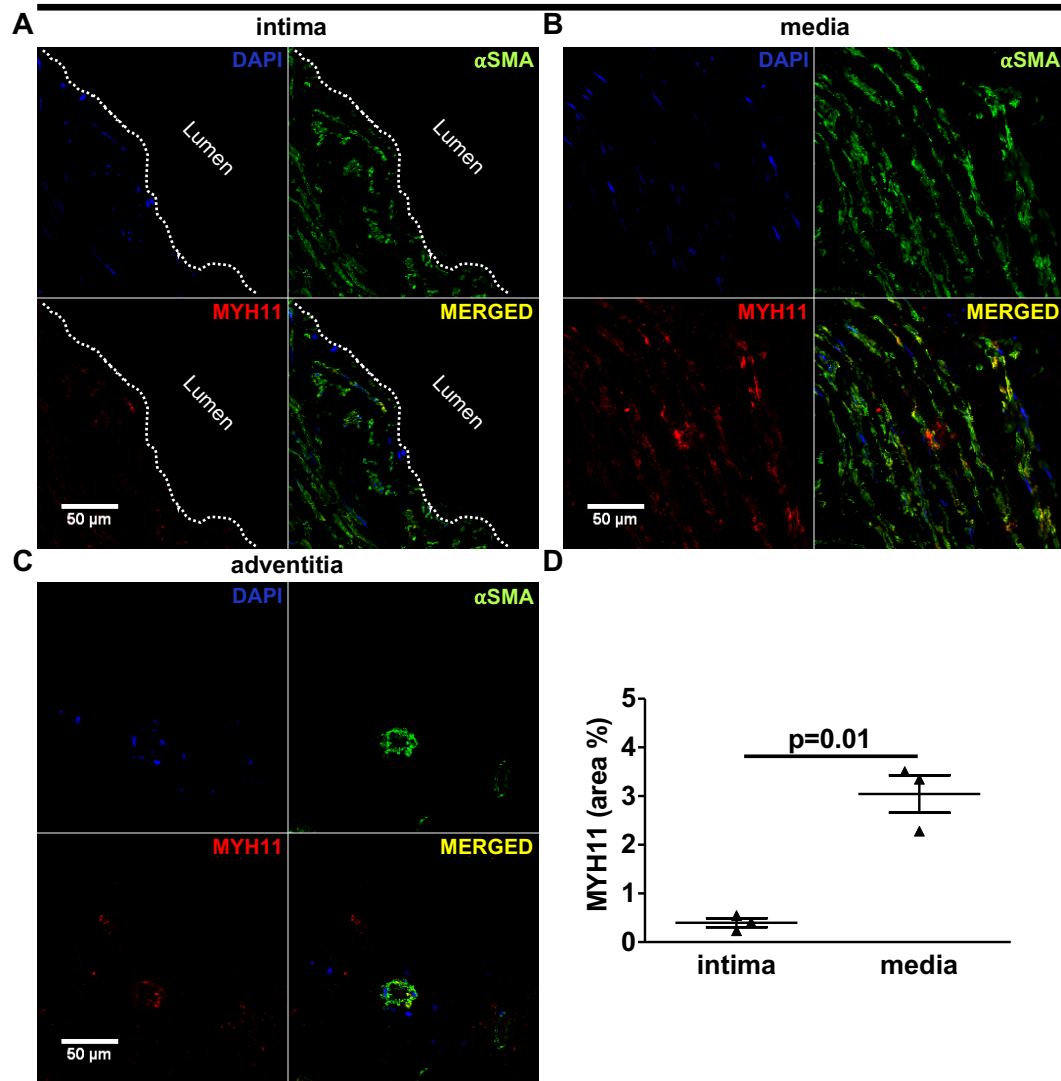 A
intima
DAPI
αSMA
Lumen
Lumen
MYH11
MERGED
Lumen
Lumen
50 µm
B
media
DAPI
αSMA
MYH11
MERGED
50 µm
C
adventitia
DAPI
αSMA
MYH11
MERGED
50 µm
D
MYH11 (area %)
5
4
3
2
1
0
p=0.01
intima
media